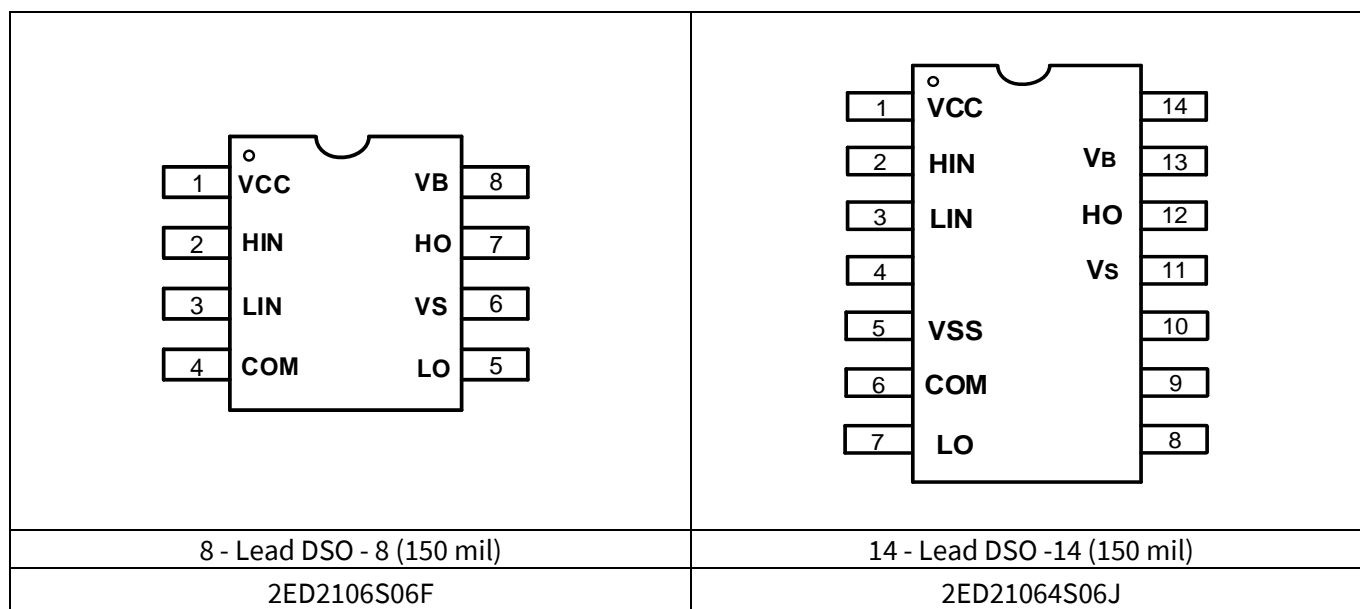 1 VCC VB 8
2 HIN HO 7
3 LIN VS 6
4 COM LO 5
1 VCC 14
2 HIN VB 13
3 LIN HO 12
4 VS 11
5 VSS 10
6 COM 9
7 LO 8
8 - Lead DSO - 8 (150 mil)
14 - Lead DSO -14 (150 mil)
2ED2106S06F
2ED21064S06J